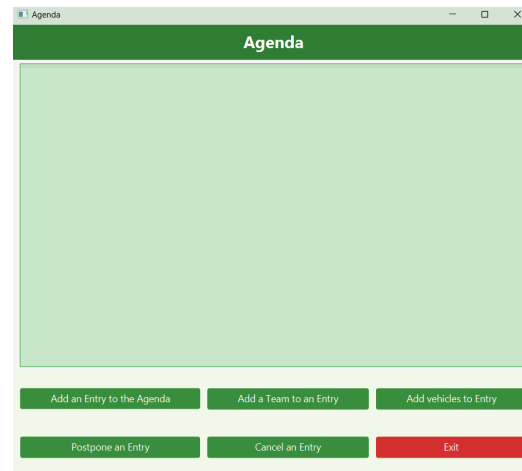 Agenda
Agenda
Add an Entry to the Agenda
Add a Team to an Entry
Add vehicles to Entry
Postpone an Entry
Cancel an Entry
Exit